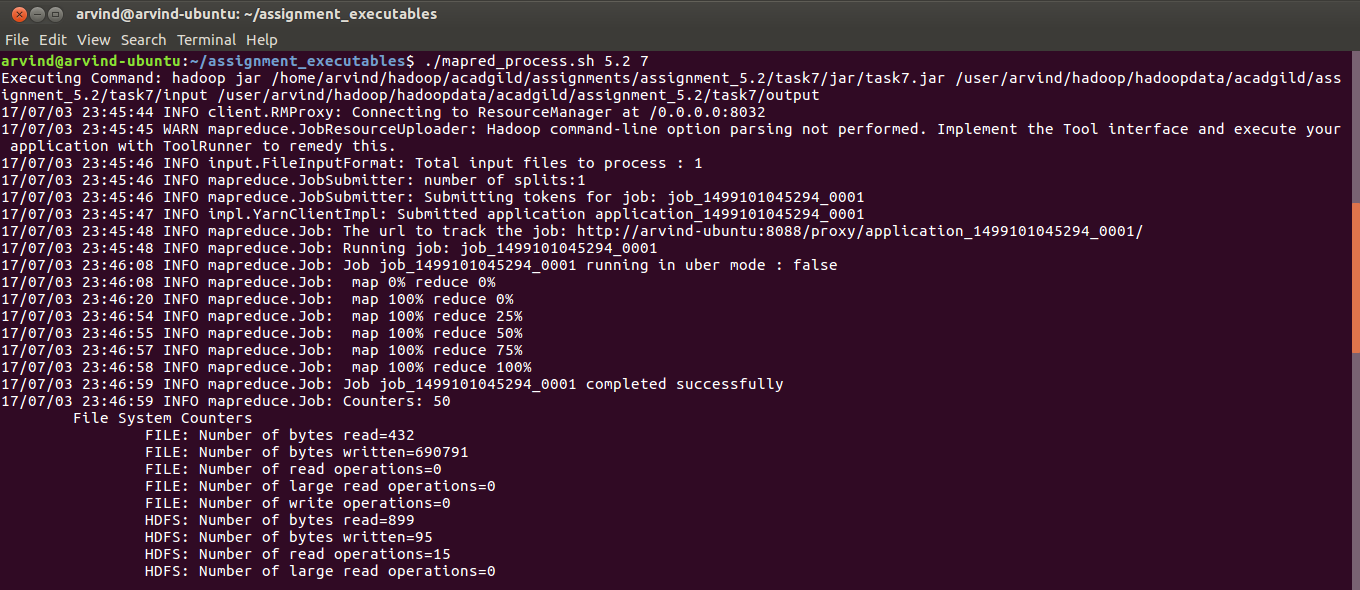 arvind@arvind-ubuntu: ~/assignment_executables
File Edit View Search Terminal Help
arvind@arvind-ubuntu:~/assignment_executables$ ./mapred_process.sh 5.2 7
Executing Command: hadoop jar /home/arvind/hadoop/acadgild/assignments/assignment_5.2/task7/jar/task7.jar /user/arvind/hadoop/hadoopdata/acadgild/ass
ignment_5.2/task7/input /user/arvind/hadoop/hadoopdata/acadgild/assignment_5.2/task7/output
17/07/03 23:45:44 INFO client.RMProxy: Connecting to ResourceManager at /0.0.0.0:8032
17/07/03 23:45:45 WARN mapreduce.JobResourceUploader: Hadoop command-line option parsing not performed. Implement the Tool interface and execute your
 application with ToolRunner to remedy this.
17/07/03 23:45:46 INFO input.FileInputFormat: Total input files to process : 1
17/07/03 23:45:46 INFO mapreduce.JobSubmitter: number of splits:1
17/07/03 23:45:46 INFO mapreduce.JobSubmitter: Submitting tokens for job: job_1499101045294_0001
17/07/03 23:45:47 INFO impl.YarnClientImpl: Submitted application application_1499101045294_0001
17/07/03 23:45:48 INFO mapreduce.Job: The url to track the job: http://arvind-ubuntu:8088/proxy/application_1499101045294_0001/
17/07/03 23:45:48 INFO mapreduce.Job: Running job: job_1499101045294_0001
17/07/03 23:46:08 INFO mapreduce.Job: Job job_1499101045294_0001 running in uber mode : false
17/07/03 23:46:08 INFO mapreduce.Job:  map 0% reduce 0%
17/07/03 23:46:20 INFO mapreduce.Job:  map 100% reduce 0%
17/07/03 23:46:54 INFO mapreduce.Job:  map 100% reduce 25%
17/07/03 23:46:55 INFO mapreduce.Job:  map 100% reduce 50%
17/07/03 23:46:57 INFO mapreduce.Job:  map 100% reduce 75%
17/07/03 23:46:58 INFO mapreduce.Job:  map 100% reduce 100%
17/07/03 23:46:59 INFO mapreduce.Job: Job job_1499101045294_0001 completed successfully
17/07/03 23:46:59 INFO mapreduce.Job: Counters: 50
File System Counters
FILE: Number of bytes read=432
FILE: Number of bytes written=690791
FILE: Number of read operations=0
FILE: Number of large read operations=0
FILE: Number of write operations=0
HDFS: Number of bytes read=899
HDFS: Number of bytes written=95
HDFS: Number of read operations=15
HDFS: Number of large read operations=0